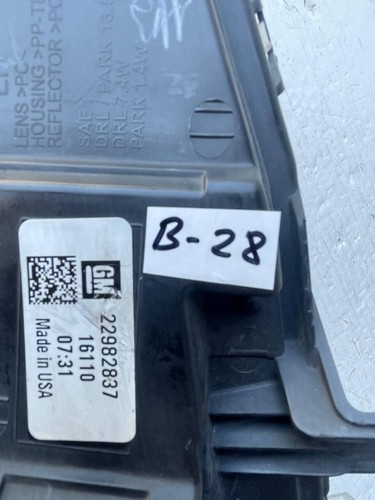 LENS >PC<
HOUSING >PP-T
REFLECTOR >PC
SAE :
DRL / PARK 13.5
DRL 7.4W
PARK 1.4W
B-28
GM
22982837
16110
07:31
Made in USA